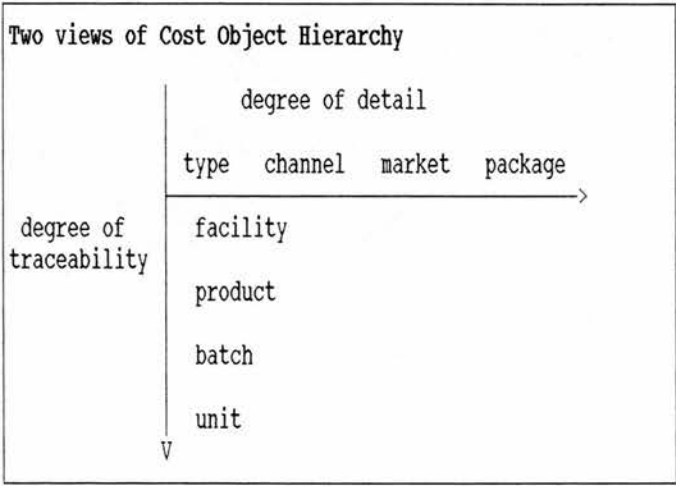 Two views of Cost Object Hierarchy
degree of detail
type channel market package
degree of facility
traceability
product
batch
unit